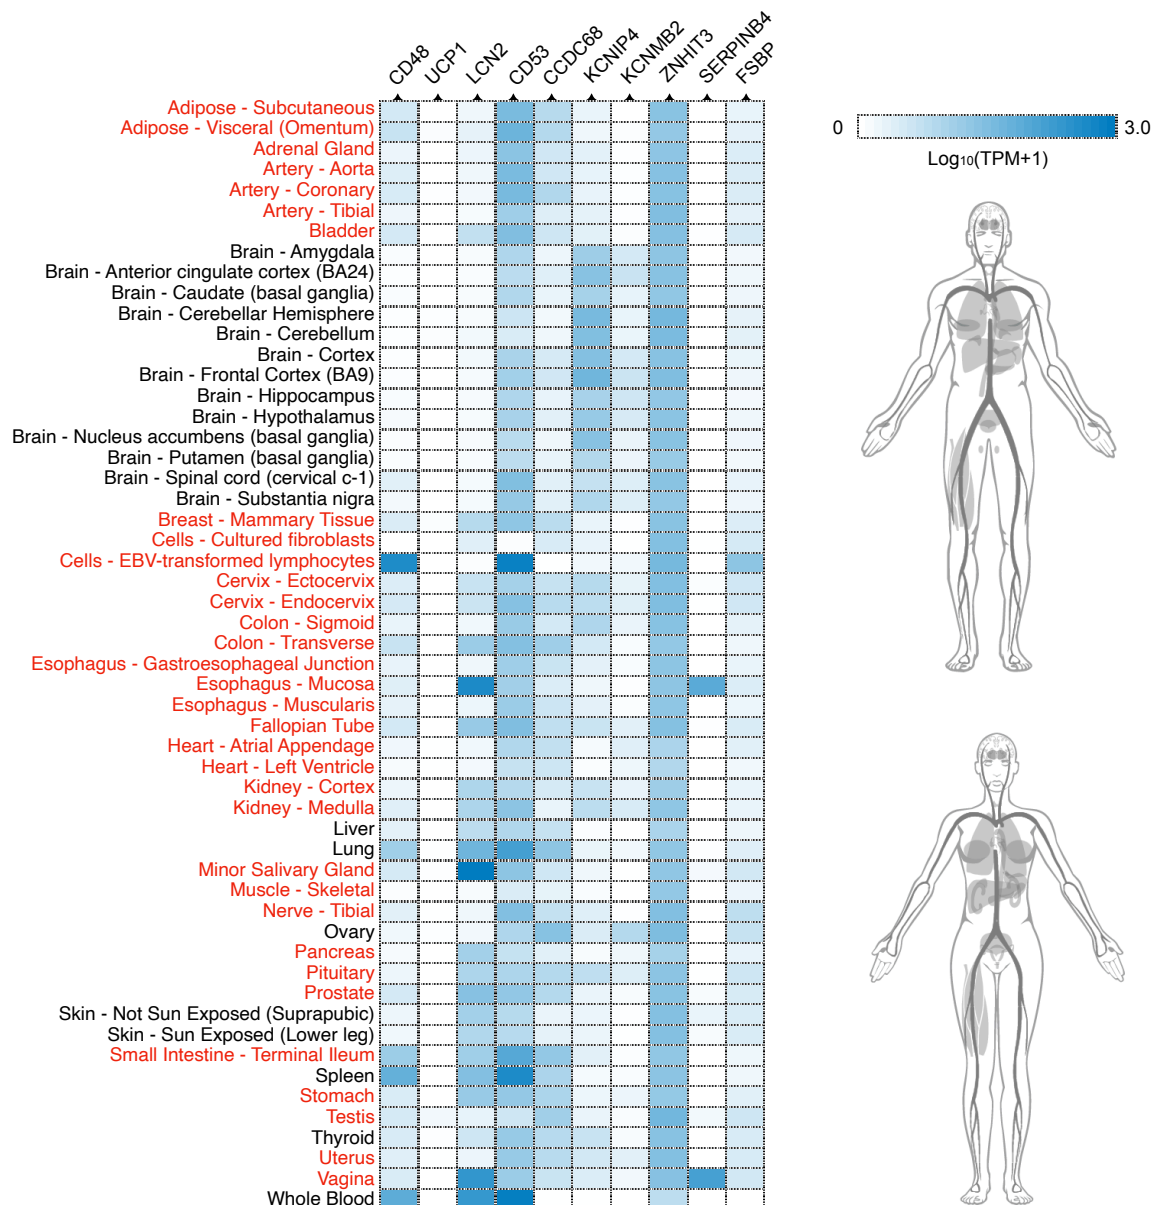 CD48
UCP1
LCN2
CD53
CCDC68
KCNIP4
KCNMB2
ZNHIT3
SERPINB4
FSBP
0
3.0
Log₁₀(TPM+1)
Adipose - Subcutaneous
Adipose - Visceral (Omentum)
Adrenal Gland
Artery - Aorta
Artery - Coronary
Artery - Tibial
Bladder
Brain - Amygdala
Brain - Anterior cingulate cortex (BA24)
Brain - Caudate (basal ganglia)
Brain - Cerebellar Hemisphere
Brain - Cerebellum
Brain - Cortex
Brain - Frontal Cortex (BA9)
Brain - Hippocampus
Brain - Hypothalamus
Brain - Nucleus accumbens (basal ganglia)
Brain - Putamen (basal ganglia)
Brain - Spinal cord (cervical c-1)
Brain - Substantia nigra
Breast - Mammary Tissue
Cells - Cultured fibroblasts
Cells - EBV-transformed lymphocytes
Cervix - Ectocervix
Cervix - Endocervix
Colon - Sigmoid
Colon - Transverse
Esophagus - Gastroesophageal Junction
Esophagus - Mucosa
Esophagus - Muscularis
Fallopian Tube
Heart - Atrial Appendage
Heart - Left Ventricle
Kidney - Cortex
Kidney - Medulla
Liver
Lung
Minor Salivary Gland
Muscle - Skeletal
Nerve - Tibial
Ovary
Pancreas
Pituitary
Prostate
Skin - Not Sun Exposed (Suprapubic)
Skin - Sun Exposed (Lower leg)
Small Intestine - Terminal Ileum
Spleen
Stomach
Testis
Thyroid
Uterus
Vagina
Whole Blood